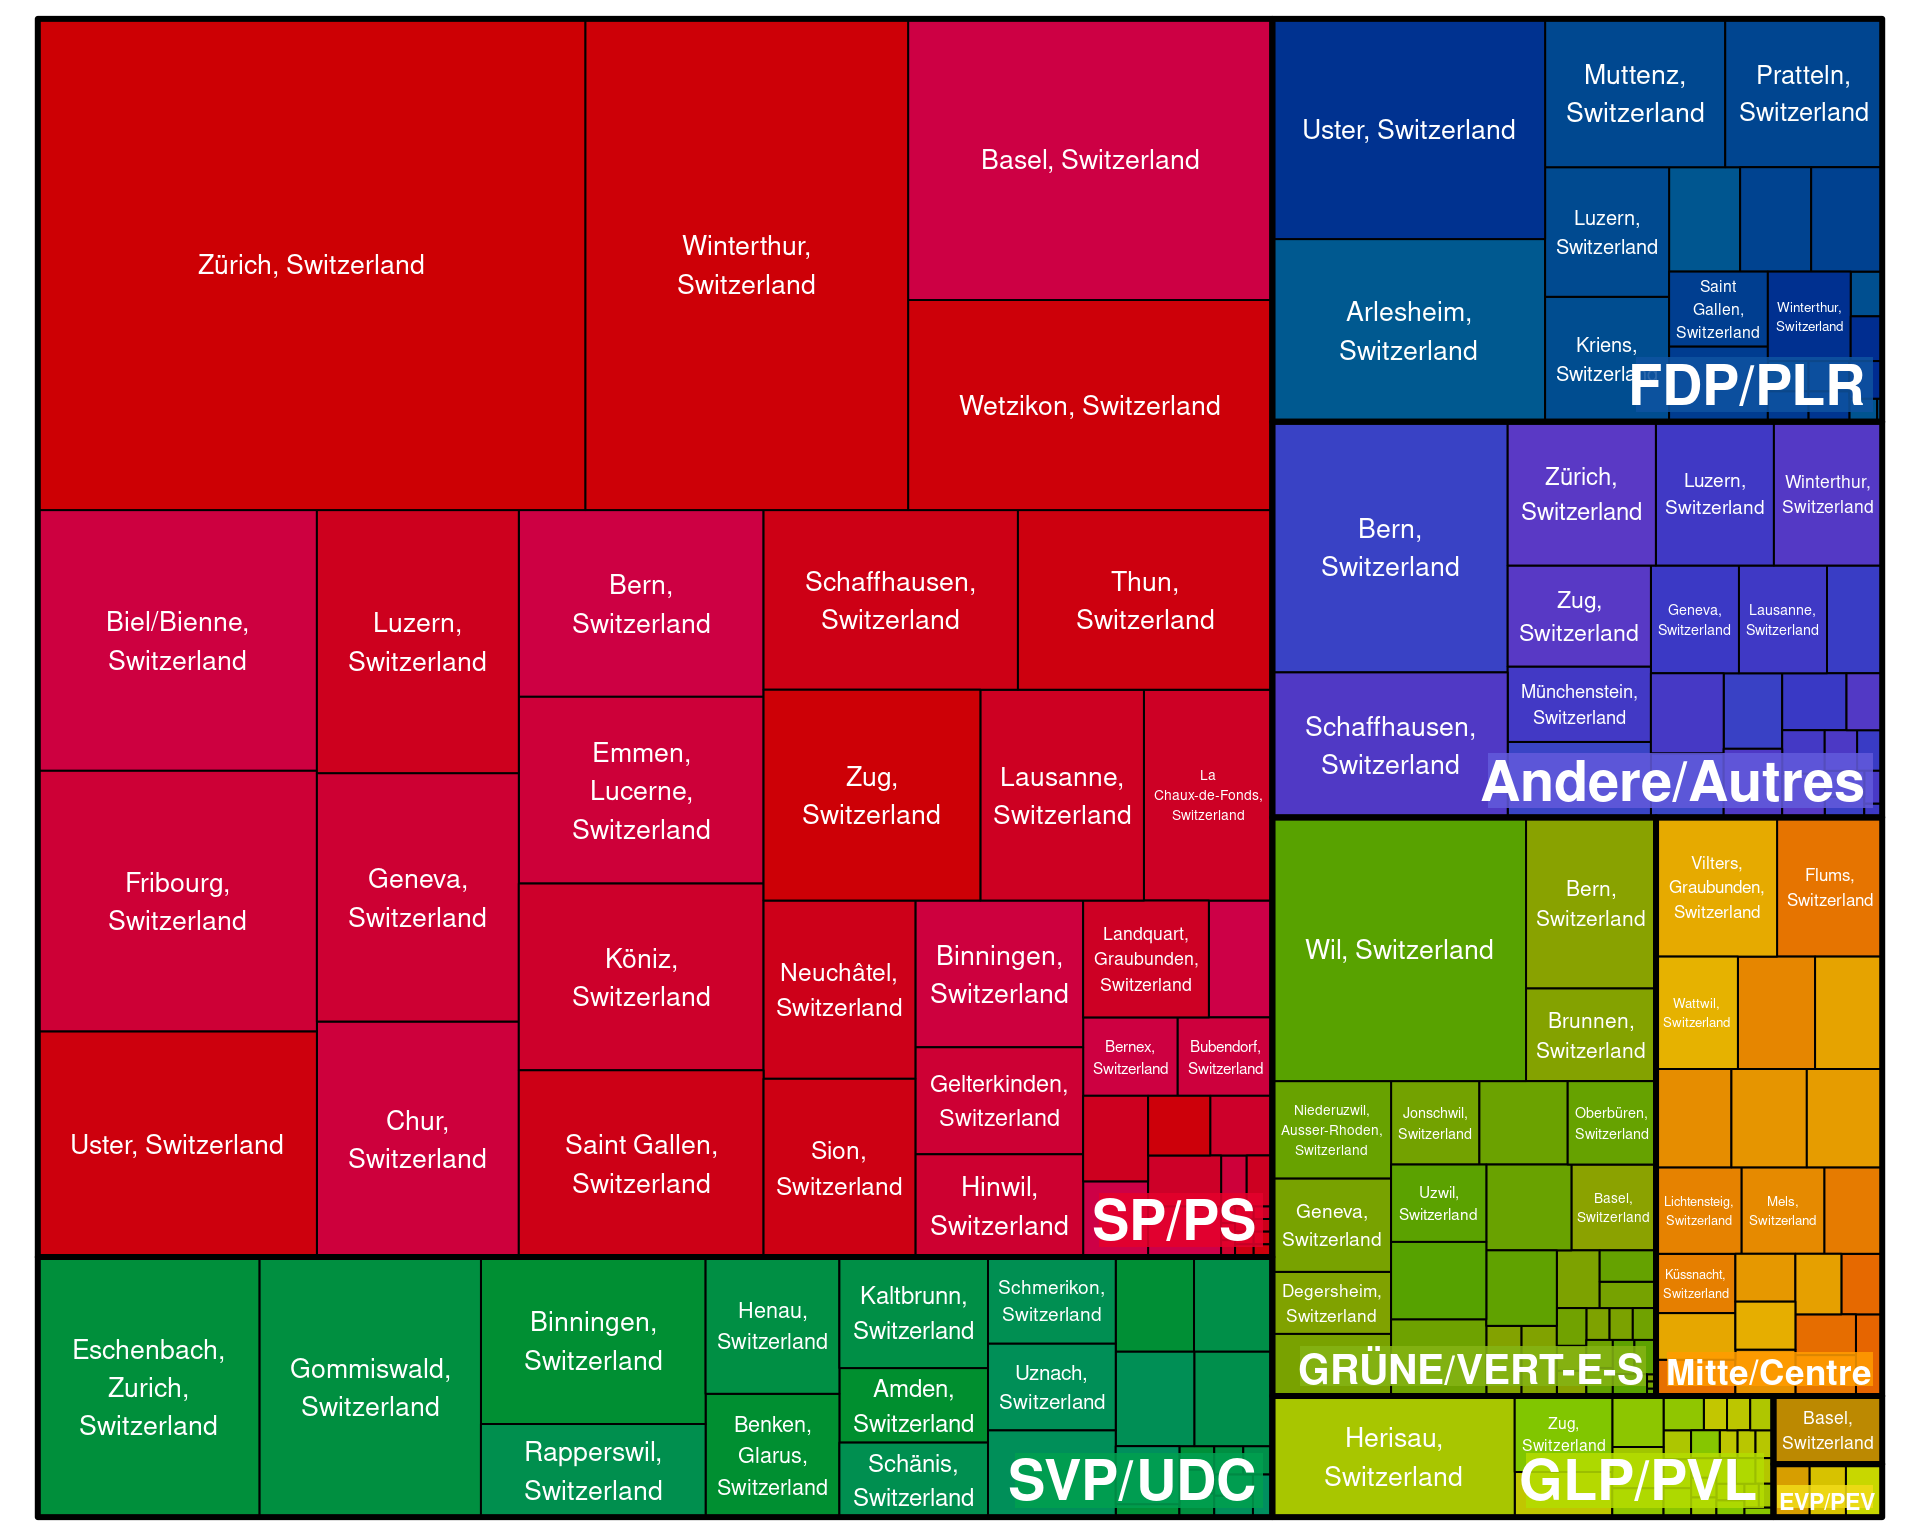 Zürich, Switzerland
Winterthur,
Switzerland
Basel, Switzerland
Wetzikon, Switzerland
Biel/Bienne,
Switzerland
Luzern,
Switzerland
Bern,
Switzerland
Schaffhausen,
Switzerland
Thun,
Switzerland
Emmen,
Lucerne,
Switzerland
Zug,
Switzerland
Lausanne,
Switzerland
La
Chaux-de-Fonds,
Switzerland
Fribourg,
Switzerland
Geneva,
Switzerland
Köniz,
Switzerland
Neuchâtel,
Switzerland
Binningen,
Switzerland
Landquart,
Graubunden,
Switzerland
Bernex,
Switzerland
Bubendorf,
Switzerland
Uster, Switzerland
Chur,
Switzerland
Saint Gallen,
Switzerland
Sion,
Switzerland
Gelterkinden,
Switzerland
Hinwil,
Switzerland
SP/PS
Eschenbach,
Zurich,
Switzerland
Gommiswald,
Switzerland
Binningen,
Switzerland
Rapperswil,
Switzerland
Henau,
Switzerland
Benken,
Glarus,
Switzerland
Kaltbrunn,
Switzerland
Amden,
Switzerland
Schänis,
Switzerland
Schmerikon,
Switzerland
Uznach,
Switzerland
SVP/UDC
Uster, Switzerland
Muttenz,
Switzerland
Pratteln,
Switzerland
Arlesheim,
Switzerland
Luzern,
Switzerland
Kriens,
Switzerland
Saint
Gallen,
Switzerland
Winterthur,
Switzerland
FDP/PLR
Bern,
Switzerland
Zürich,
Switzerland
Luzern,
Switzerland
Winterthur,
Switzerland
Zug,
Switzerland
Geneva,
Switzerland
Lausanne,
Switzerland
Schaffhausen,
Switzerland
Münchenstein,
Switzerland
Andere/Autres
Wil, Switzerland
Bern,
Switzerland
Brunnen,
Switzerland
Niederuzwil,
Ausser-Rhoden,
Switzerland
Jonschwil,
Switzerland
Oberbüren,
Switzerland
Geneva,
Switzerland
Uzwil,
Switzerland
Basel,
Switzerland
Degersheim,
Switzerland
GRÜNE/VERT-E-S
Vilters,
Graubunden,
Switzerland
Flums,
Switzerland
Wattwil,
Switzerland
Lichtensteig,
Switzerland
Mels,
Switzerland
Küssnacht,
Switzerland
Mitte/Centre
Herisau,
Switzerland
Zug,
Switzerland
GLP/PVL
Basel,
Switzerland
EVP/PEV